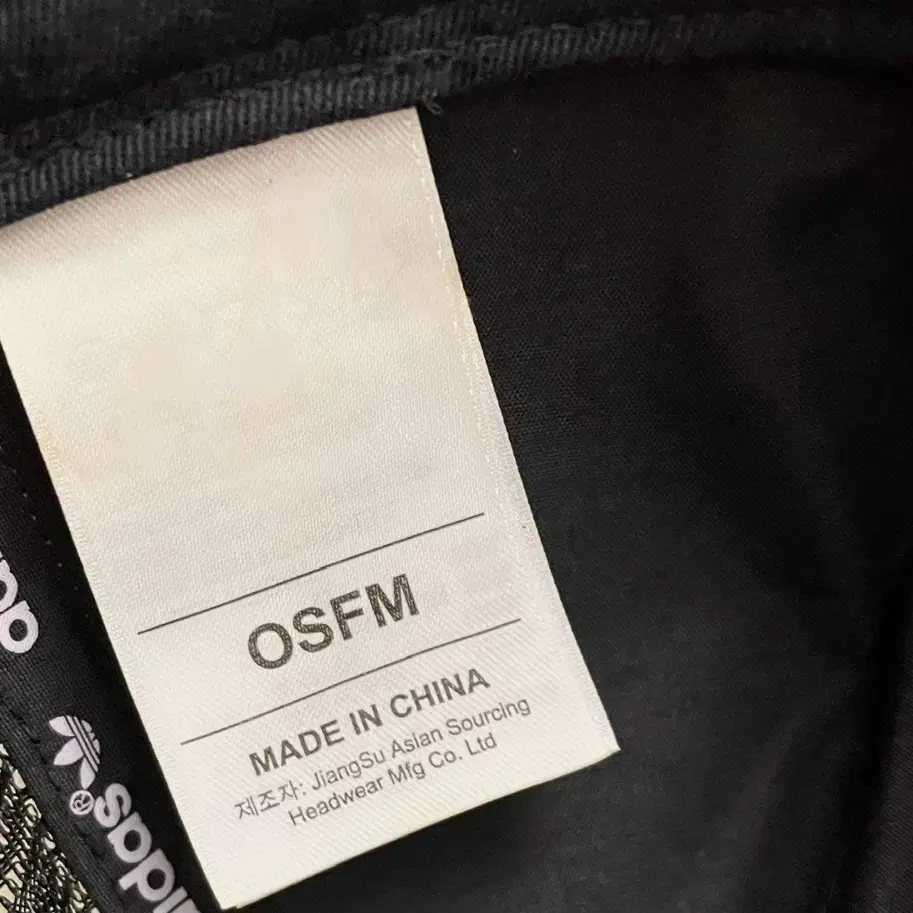 OSFM
MADE IN CHINA
제조자: JiangSu Asian Sourcing
Headwear Mfg Co. Ltd
adidas®